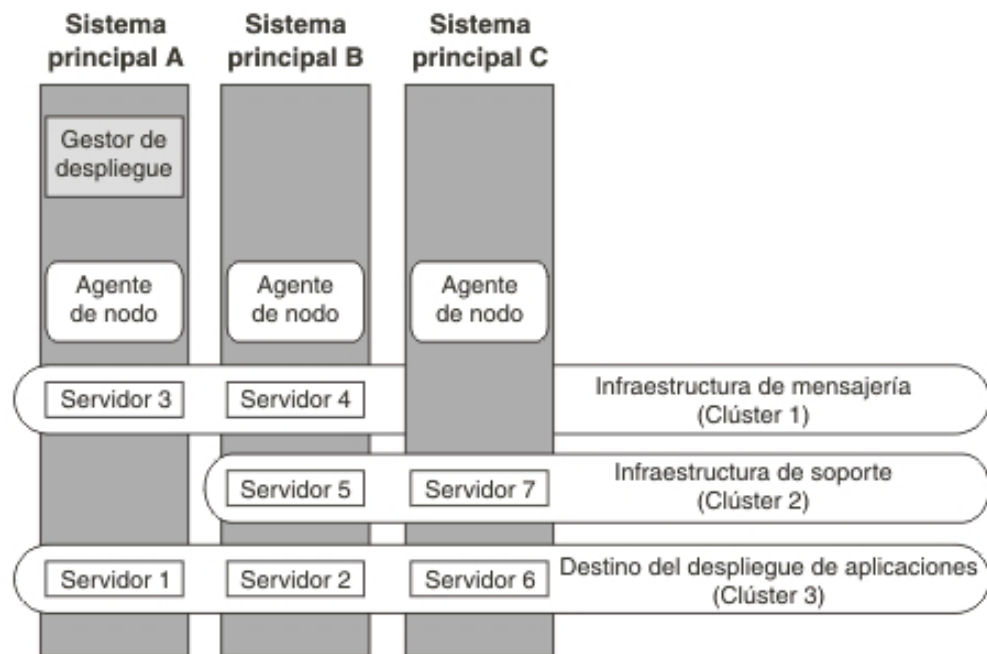 Sistema
principal A
Sistema
principal B
Sistema
principal C
Gestor de
despliegue
Agente
de nodo
Agente
de nodo
Agente
de nodo
Servidor 3
Servidor 4
Infraestructura de mensajería
(Clúster 1)
Servidor 5
Servidor 7
Infraestructura de soporte
(Clúster 2)
Servidor 1
Servidor 2
Servidor 6
Destino del despliegue de aplicaciones
(Clúster 3)